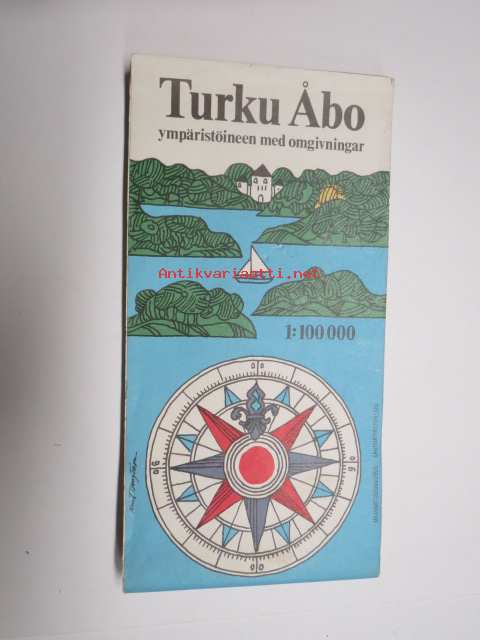 Turku Åbo
ympäristöineen med omgivningar
Antikvariaatti.net
1:100 000